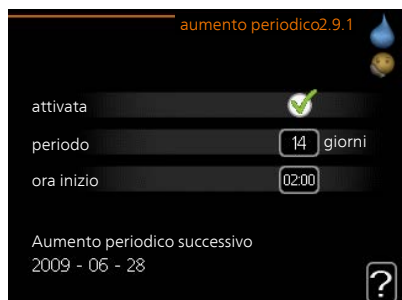 aumento periodico2.9.1
attivata
periodo 14 giorni
ora inizio 02:00
Aumento periodico successivo
2009 - 06 - 28
?